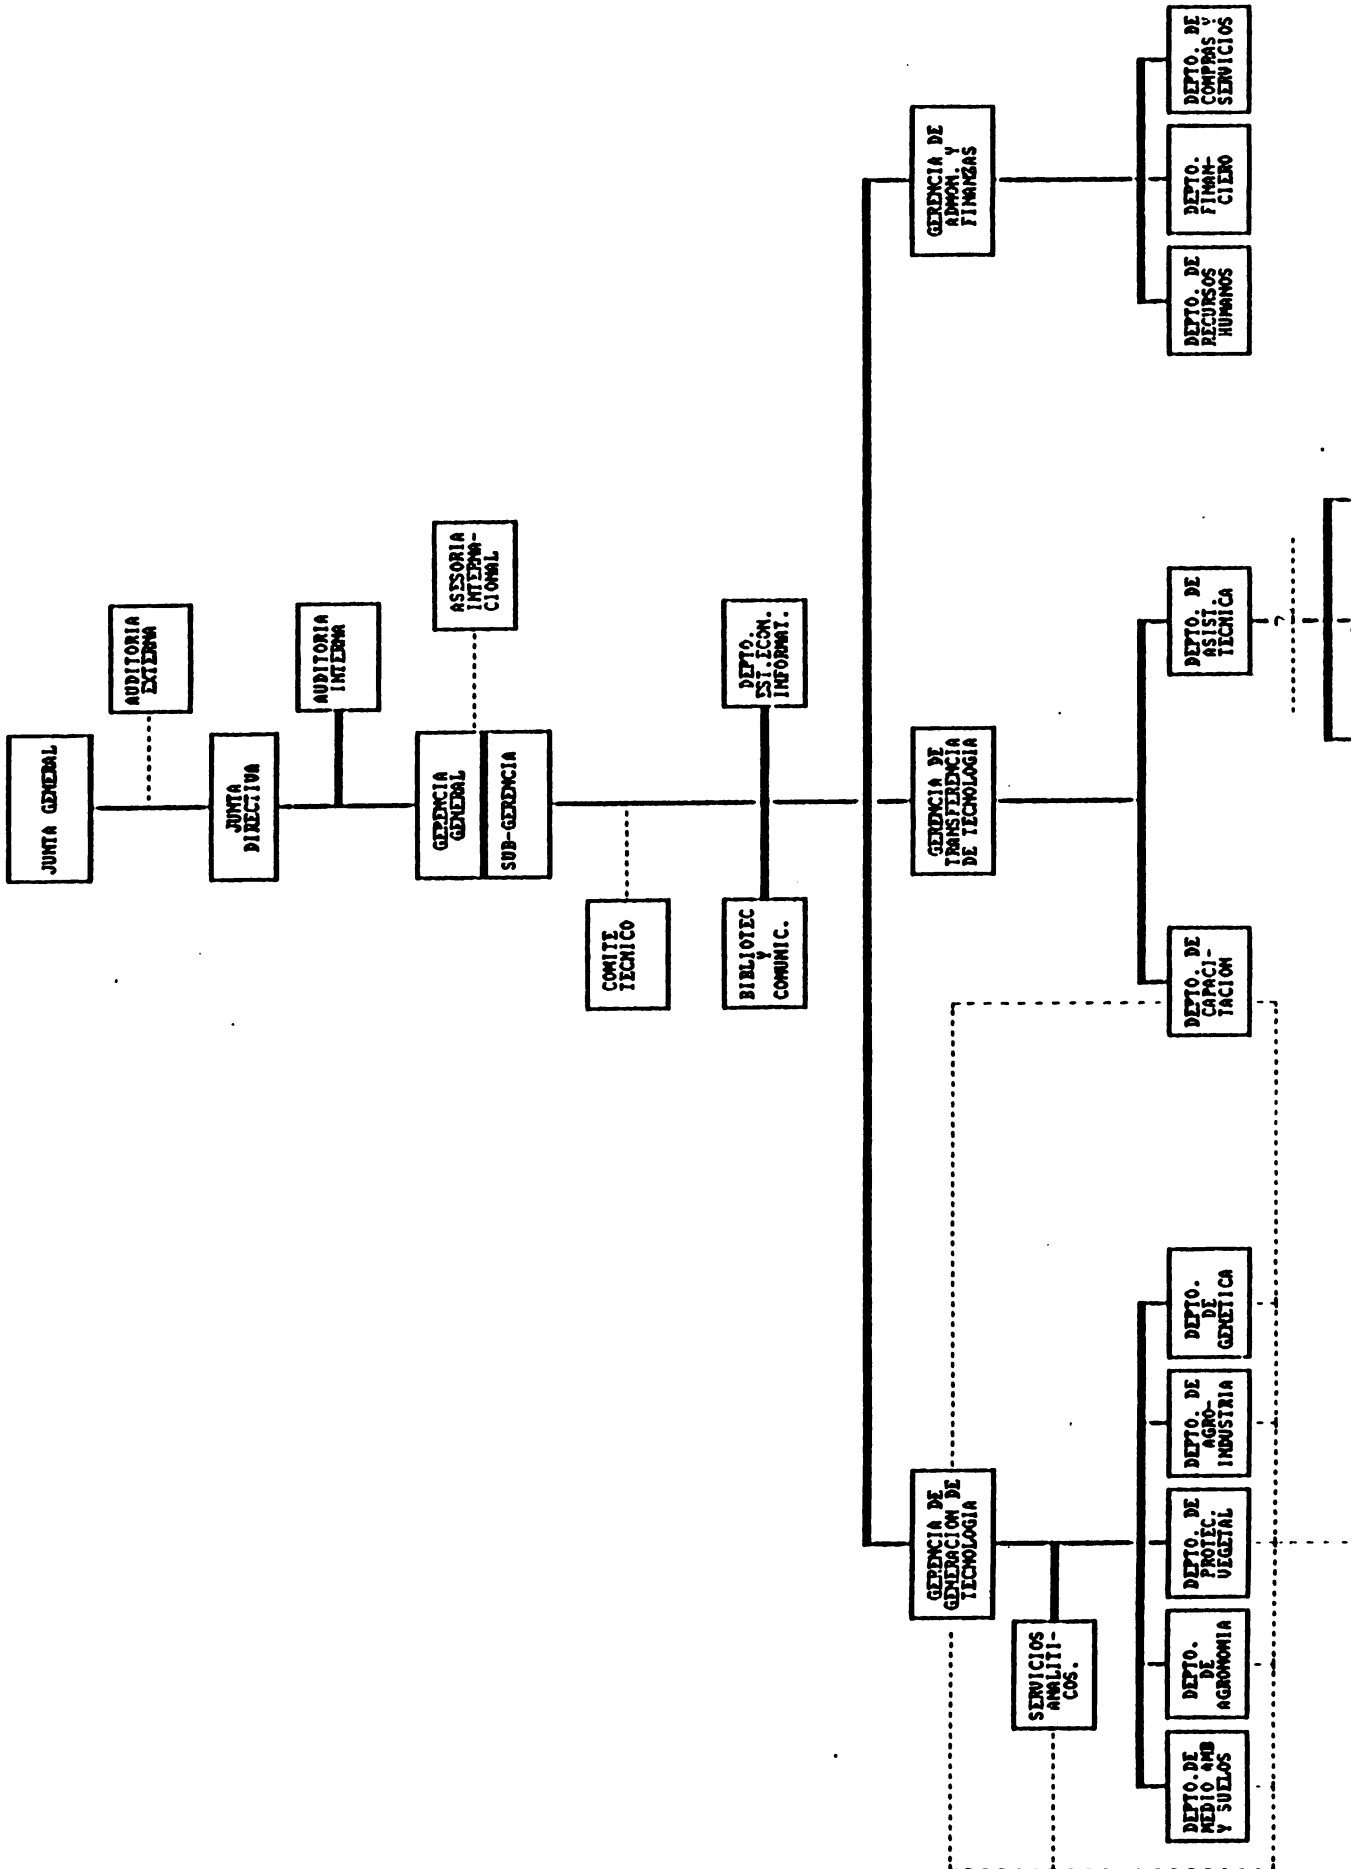 JUNTA GENERAL
AUDITORIA
EXTERNA
JUNTA
DIRECTIVA
AUDITORIA
INTERNA
GERENCIA
GENERAL
SUB-GERENCIA
ASESORIA
INTERNA-
CIONAL
COMITE
TECNICO
BIBLIOTEC
Y
COMUNIC.
DEPTO.
EST.ECON.
INFORMAT.
GERENCIA DE
GENERACION DE
TECNOLOGIA
GERENCIA DE
TRANSFERENCIA
DE TECNOLOGIA
GERENCIA DE
ADMON. Y
FINANZAS
SERVICIOS
ANALITI-
COS.
DEPTO.DE
MEDIO AMB
Y SUELOS
DEPTO.
DE
AGRONOMIA
DEPTO. DE
PROTEC.
VEGETAL
DEPTO. DE
AGRO-
INDUSTRIA
DEPTO.
DE
GENETICA
DEPTO. DE
CAPACI-
TACION
DEPTO. DE
ASIST.
TECNICA
DEPTO. DE
RECURSOS
HUMANOS
DEPTO.
FINAN-
CIERO
DEPTO. DE
COMPRAS Y
SERVICIOS
?